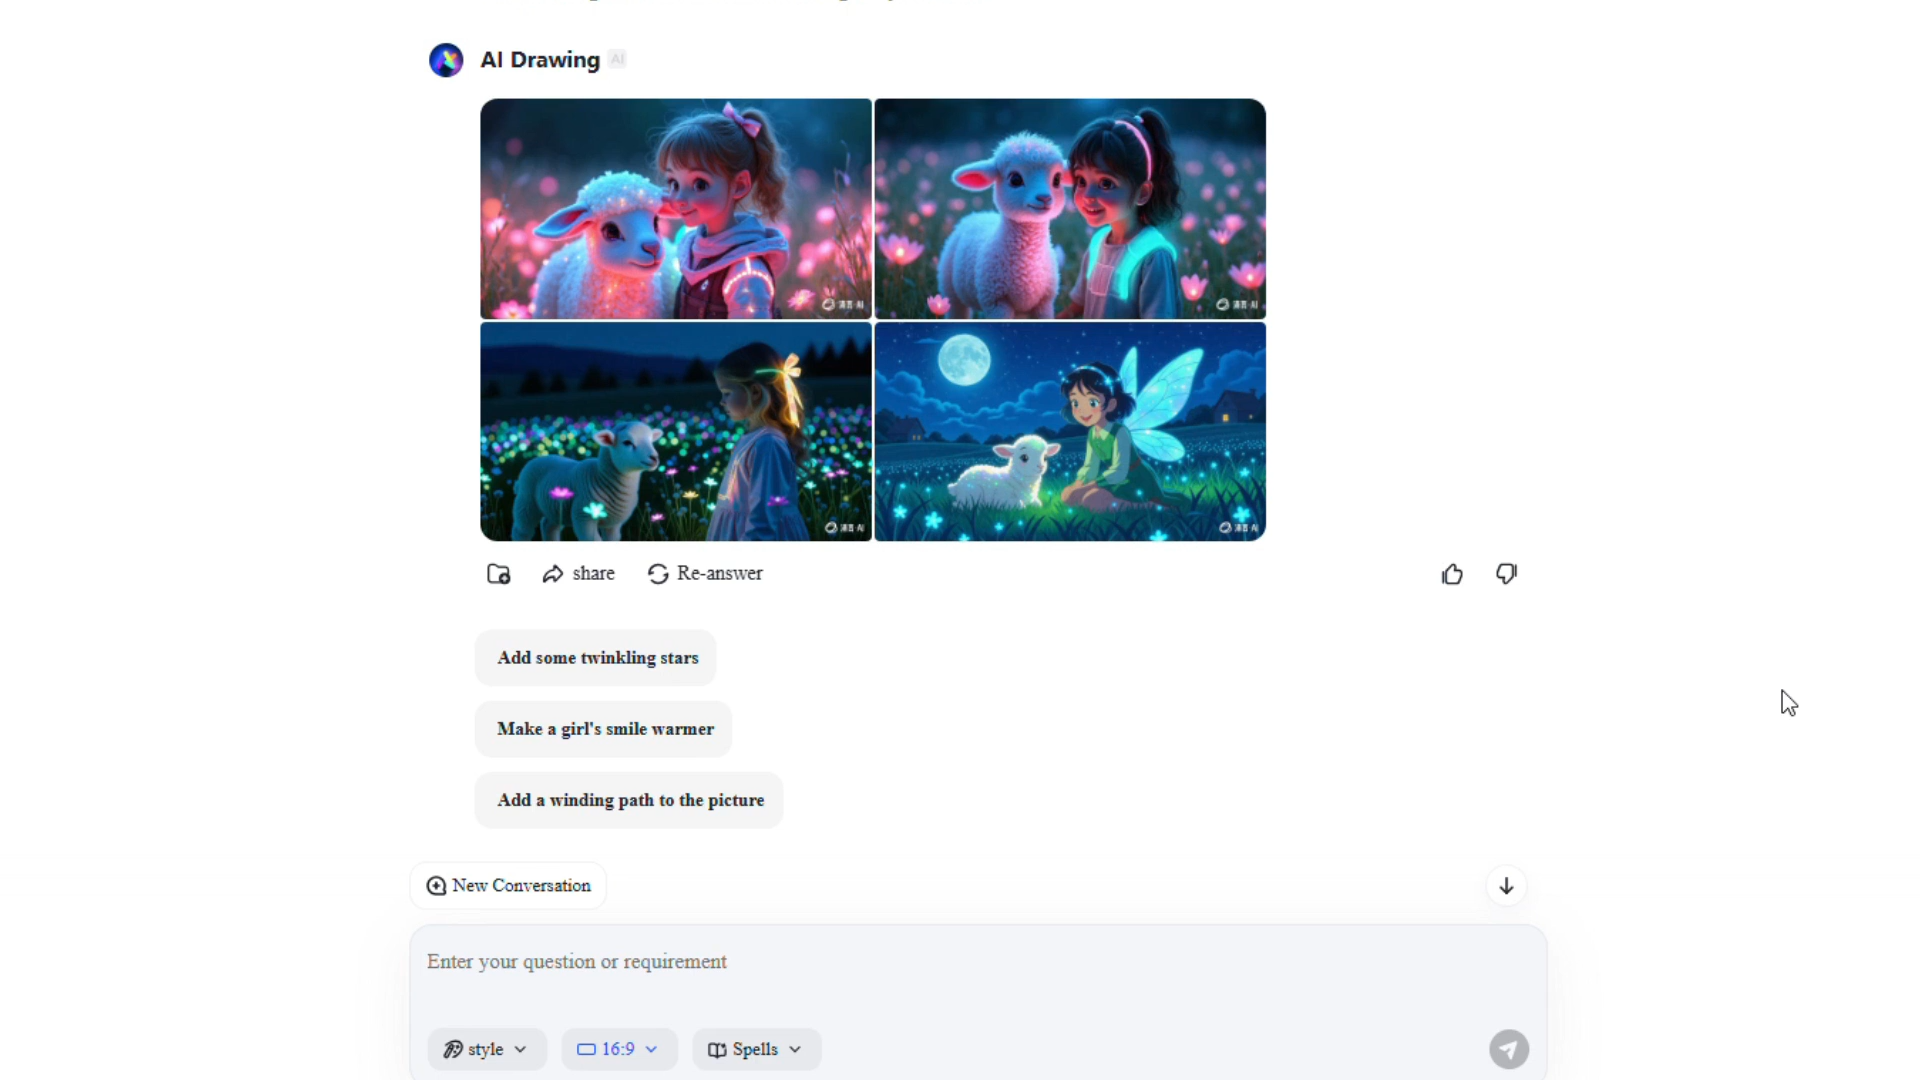 AI Drawing AI
share
Re-answer
Add some twinkling stars
Make a girl's smile warmer
Add a winding path to the picture
New Conversation
Enter your question or requirement
style
16:9
Spells